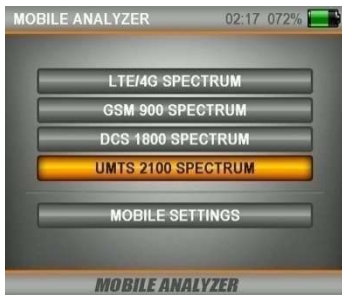 MOBILE ANALYZER 02:17 072%
LTE/4G SPECTRUM
GSM 900 SPECTRUM
DCS 1800 SPECTRUM
UMTS 2100 SPECTRUM
MOBILE SETTINGS
MOBILE ANALYZER